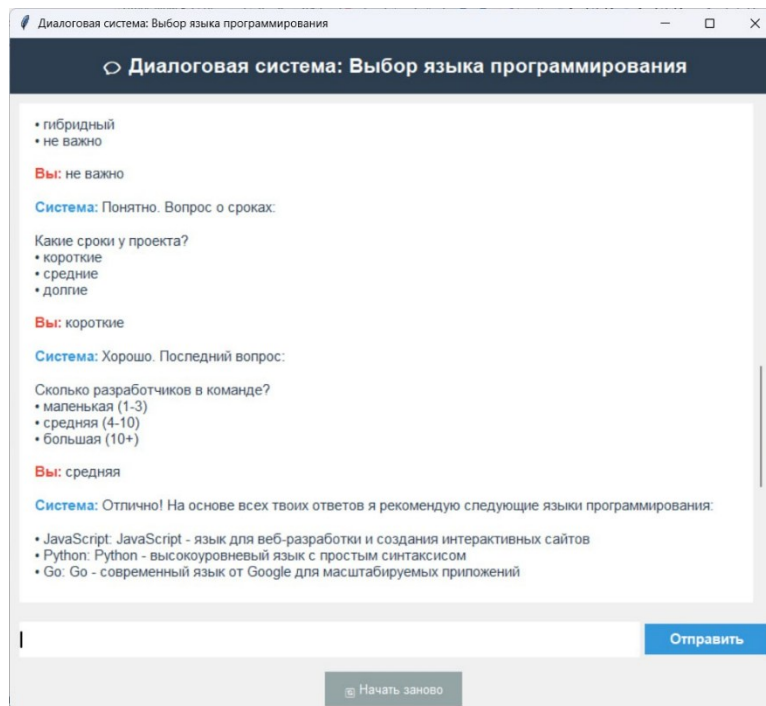 Диалоговая система: Выбор языка программирования
Диалоговая система: Выбор языка программирования
• гибридный
• не важно
Вы: не важно
Система: Понятно. Вопрос о сроках:
Какие сроки у проекта?
• короткие
• средние
• долгие
Вы: короткие
Система: Хорошо. Последний вопрос:
Сколько разработчиков в команде?
• маленькая (1-3)
• средняя (4-10)
• большая (10+)
Вы: средняя
Система: Отлично! На основе всех твоих ответов я рекомендую следующие языки программирования:
• JavaScript: JavaScript - язык для веб-разработки и создания интерактивных сайтов
• Python: Python - высокоуровневый язык с простым синтаксисом
• Go: Go - современный язык от Google для масштабируемых приложений
Отправить
Начать заново